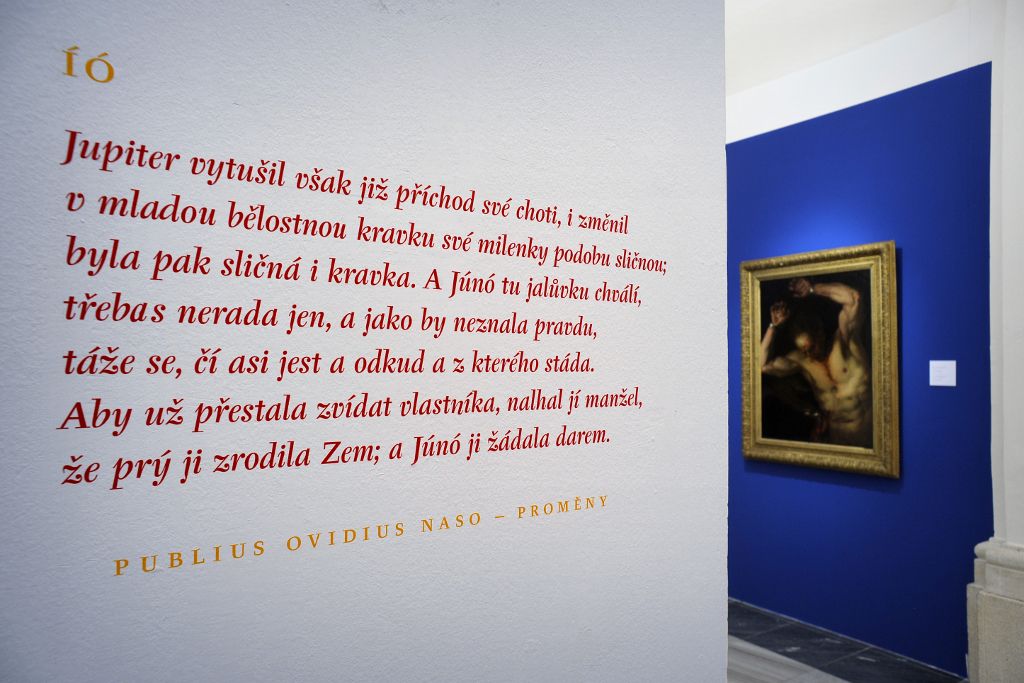 ÍÓ
Jupiter vytušil však již příchod své choti, i změnil
v mladou bělostnou kravku své milenky podobu sličnou;
byla pak sličná i kravka. A Júnó tu jalůvku chválí,
třebas nerada jen, a jako by neznala pravdu,
táže se, čí asi jest a odkud a z kterého stáda.
Aby už přestala zvídat vlastníka, nalhal jí manžel,
že prý ji zrodila Zem; a Júnó ji žádala darem.
PUBLIUS OVIDIUS NASO – PROMĚNY